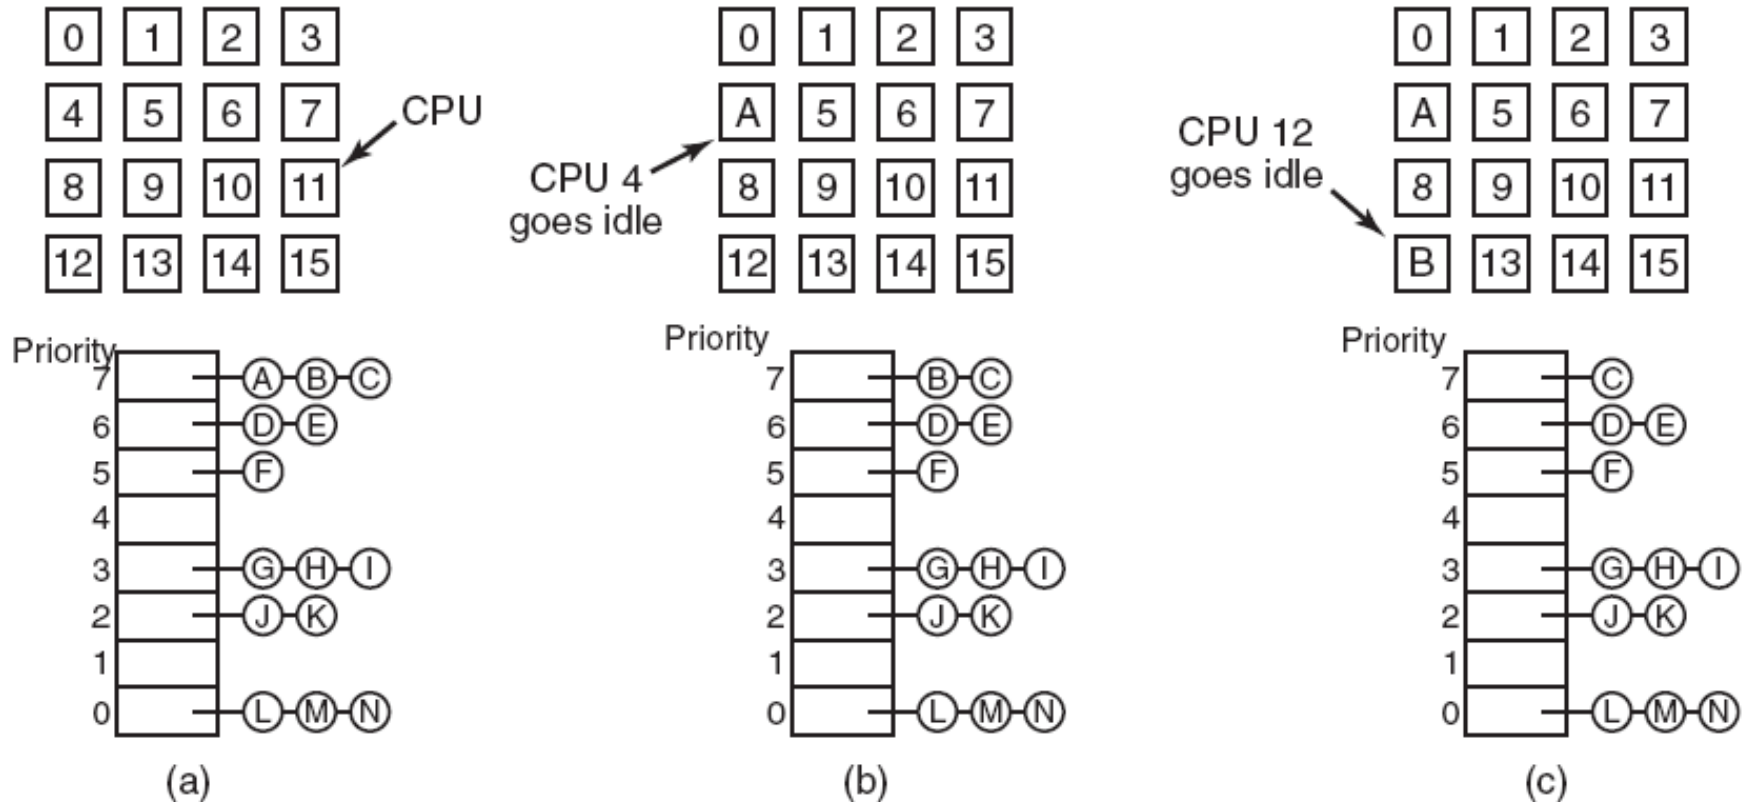 0 1 2 3
4 5 6 7
8 9 10 11
12 13 14 15
CPU
Priority
7 A B C
6 D E
5 F
4
3 G H I
2 J K
1
0 L M N
(a)
0 1 2 3
A 5 6 7
8 9 10 11
12 13 14 15
CPU 4
goes idle
Priority
7 B C
6 D E
5 F
4
3 G H I
2 J K
1
0 L M N
(b)
0 1 2 3
A 5 6 7
8 9 10 11
B 13 14 15
CPU 12
goes idle
Priority
7 C
6 D E
5 F
4
3 G H I
2 J K
1
0 L M N
(c)